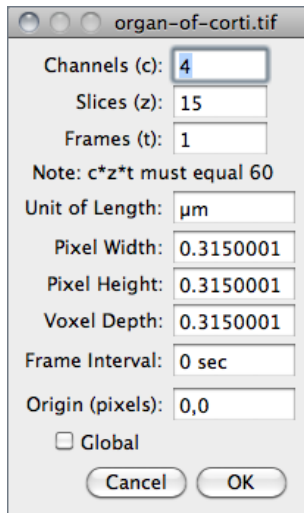 organ-of-corti.tif
Channels (c): 4
Slices (z): 15
Frames (t): 1
Note: c*z*t must equal 60
Unit of Length: µm
Pixel Width: 0.3150001
Pixel Height: 0.3150001
Voxel Depth: 0.3150001
Frame Interval: 0 sec
Origin (pixels): 0,0
Global
Cancel OK